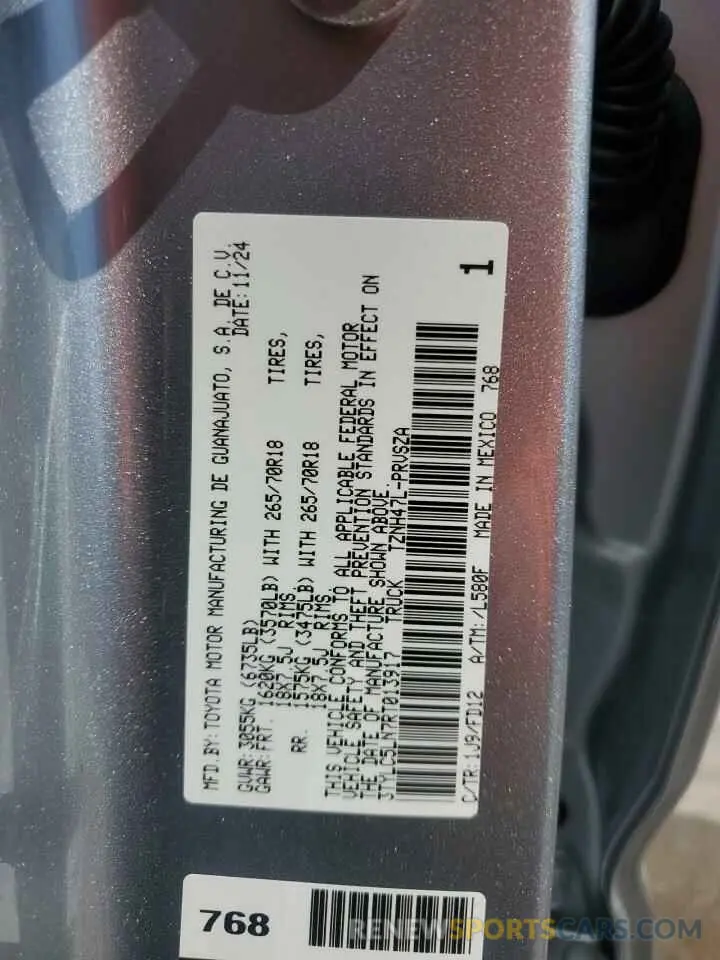 MFD.BY: TOYOTA MOTOR MANUFACTURING DE GUANAJUATO, S.A. DE C.V.
DATE: 11/24
GVWR: 3055KG (6735LB)
GAWR: FRT. 1620KG (3570LB) WITH 265/70R18 TIRES,
18X7.5J RIMS,
RR. 1575KG (3475LB) WITH 265/70R18 TIRES,
18X7.5J RIMS.
THIS VEHICLE CONFORMS TO ALL APPLICABLE FEDERAL MOTOR
VEHICLE SAFETY AND THEFT PREVENTION STANDARDS IN EFFECT ON
THE DATE OF MANUFACTURE SHOWN ABOVE.
3TYLC5LN7RT013917 TRUCK TZNH47L-PRVSZA
1
C/TR: 1J9/FD12 A/TM: /L580F MADE IN MEXICO 768
768
RENEWSPORTSCARS.COM